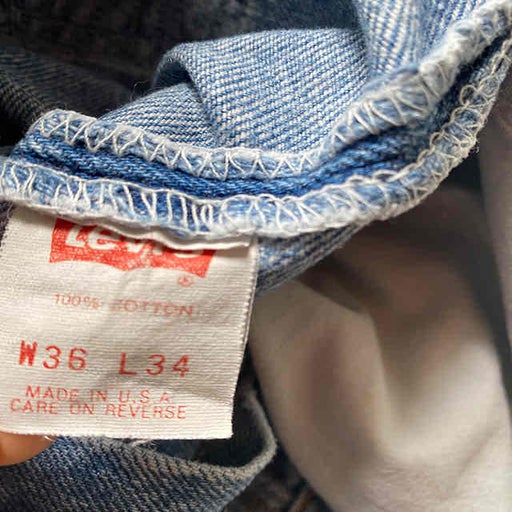 Levi's
®
100% COTTON
W36 L34
MADE IN U.S.A
CARE ON REVERSE